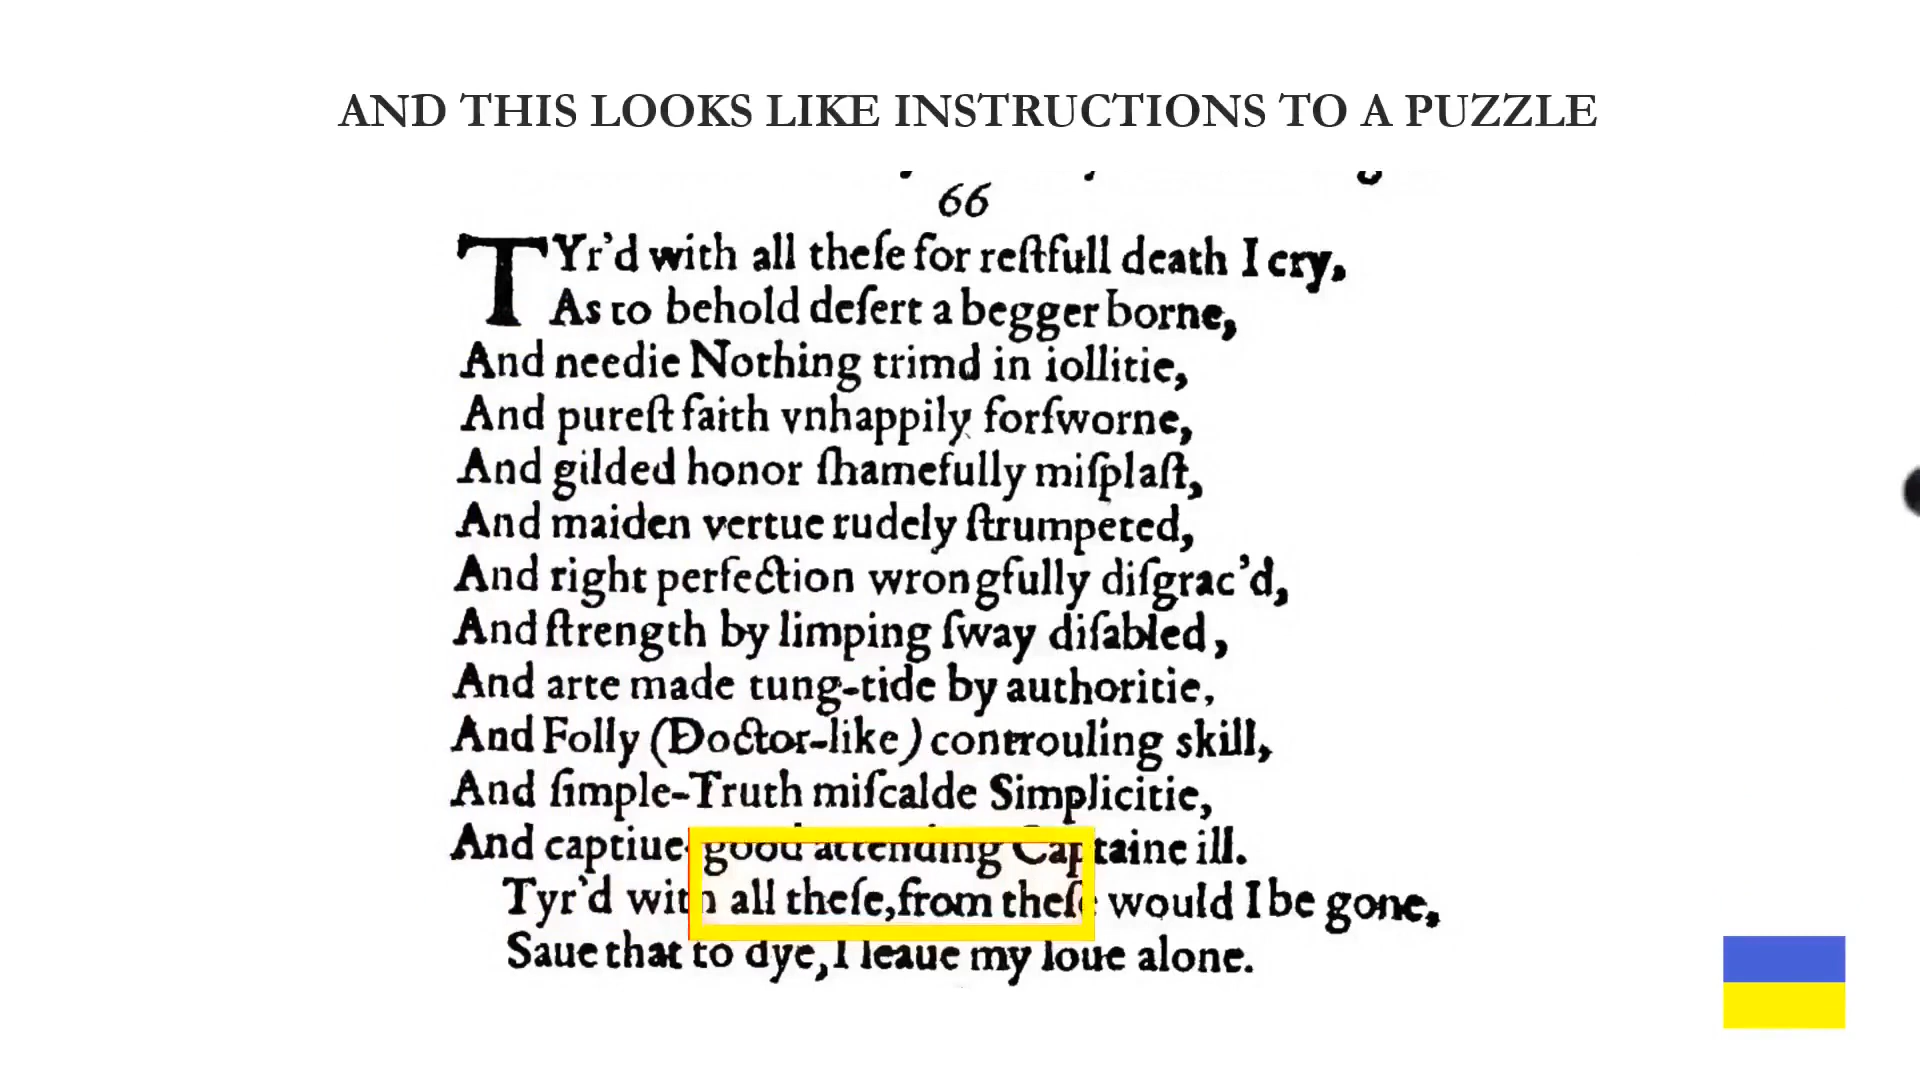 AND THIS LOOKS LIKE INSTRUCTIONS TO A PUZZLE
66
TYr’d with all theſe for reſtfull death I cry,
As to behold deſert a begger borne,
And needie Nothing trimd in iollitie,
And pureſt faith vnhappily forſworne,
And gilded honor ſhamefully miſplaſt,
And maiden vertue rudely ſtrumpeted,
And right perfection wrongfully diſgrac’d,
And ſtrength by limping ſway diſabled,
And arte made tung-tide by authoritie,
And Folly (Doctor-like) controuling skill,
And ſimple-Truth miſcalde Simplicitie,
And captiue-good attending Captaine ill.
Tyr’d with all theſe, from theſe would I be gone,
Saue that to dye, I leaue my loue alone.